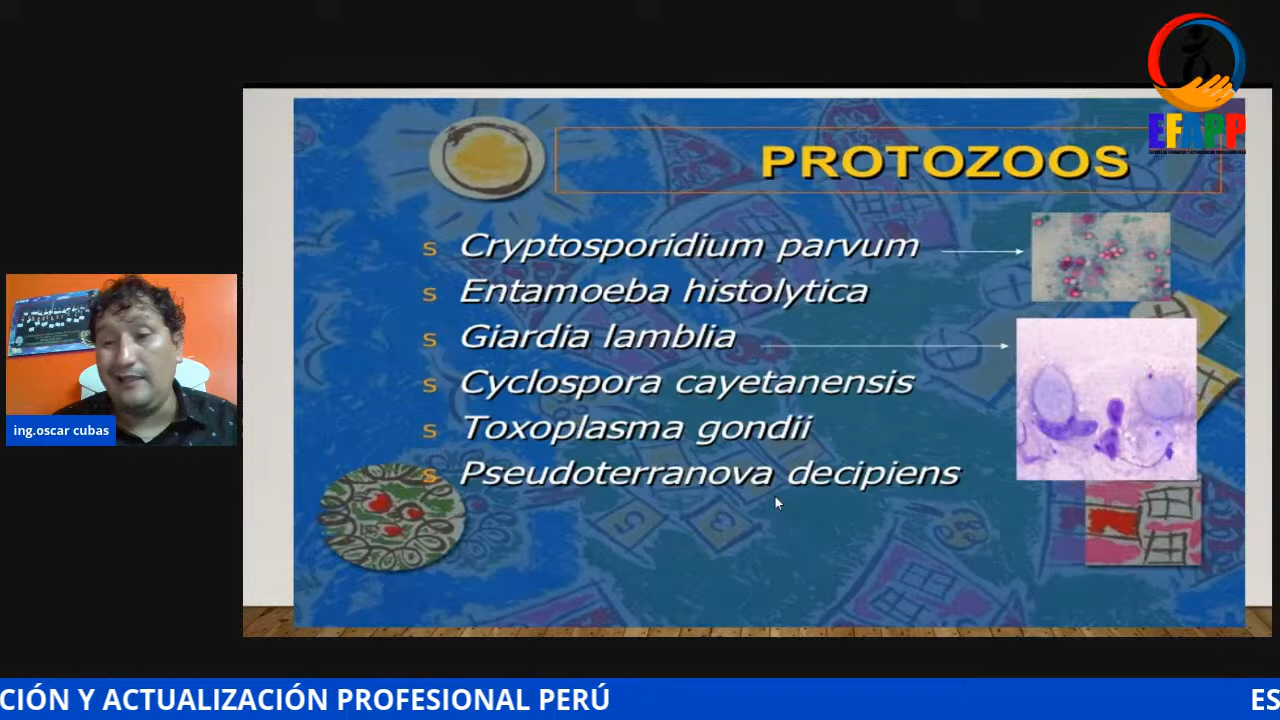 EFAPP
PROTOZOOS
s Cryptosporidium parvum
s Entamoeba histolytica
s Giardia lamblia
s Cyclospora cayetanensis
s Toxoplasma gondii
s Pseudoterranova decipiens
ing.oscar cubas
CIÓN Y ACTUALIZACIÓN PROFESIONAL PERÚ
ES